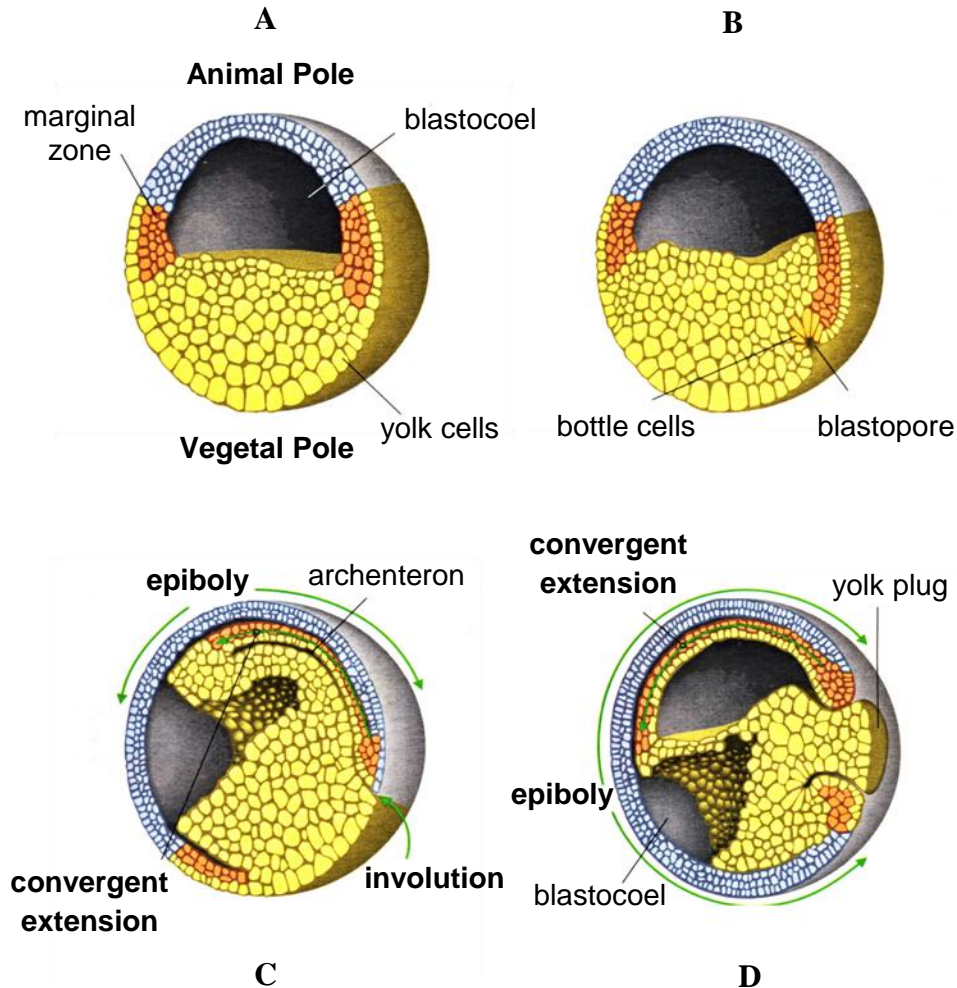 A
B
Animal Pole
marginal
zone
blastocoel
yolk cells
Vegetal Pole
bottle cells
blastopore
epiboly
archenteron
convergent
extension
involution
convergent
extension
yolk plug
epiboly
blastocoel
C
D